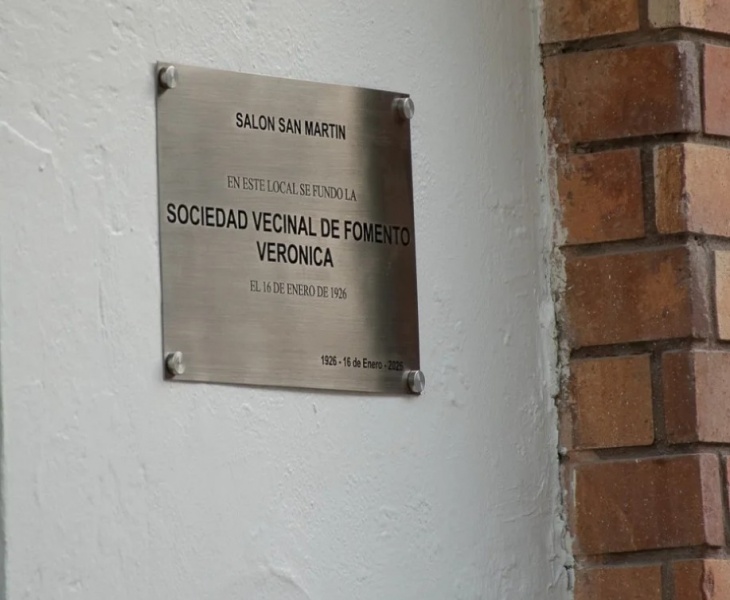 SALON SAN MARTIN
EN ESTE LOCAL SE FUNDO LA
SOCIEDAD VECINAL DE FOMENTO
VERONICA
EL 16 DE ENERO DE 1926
1926 - 16 de Enero - 2026